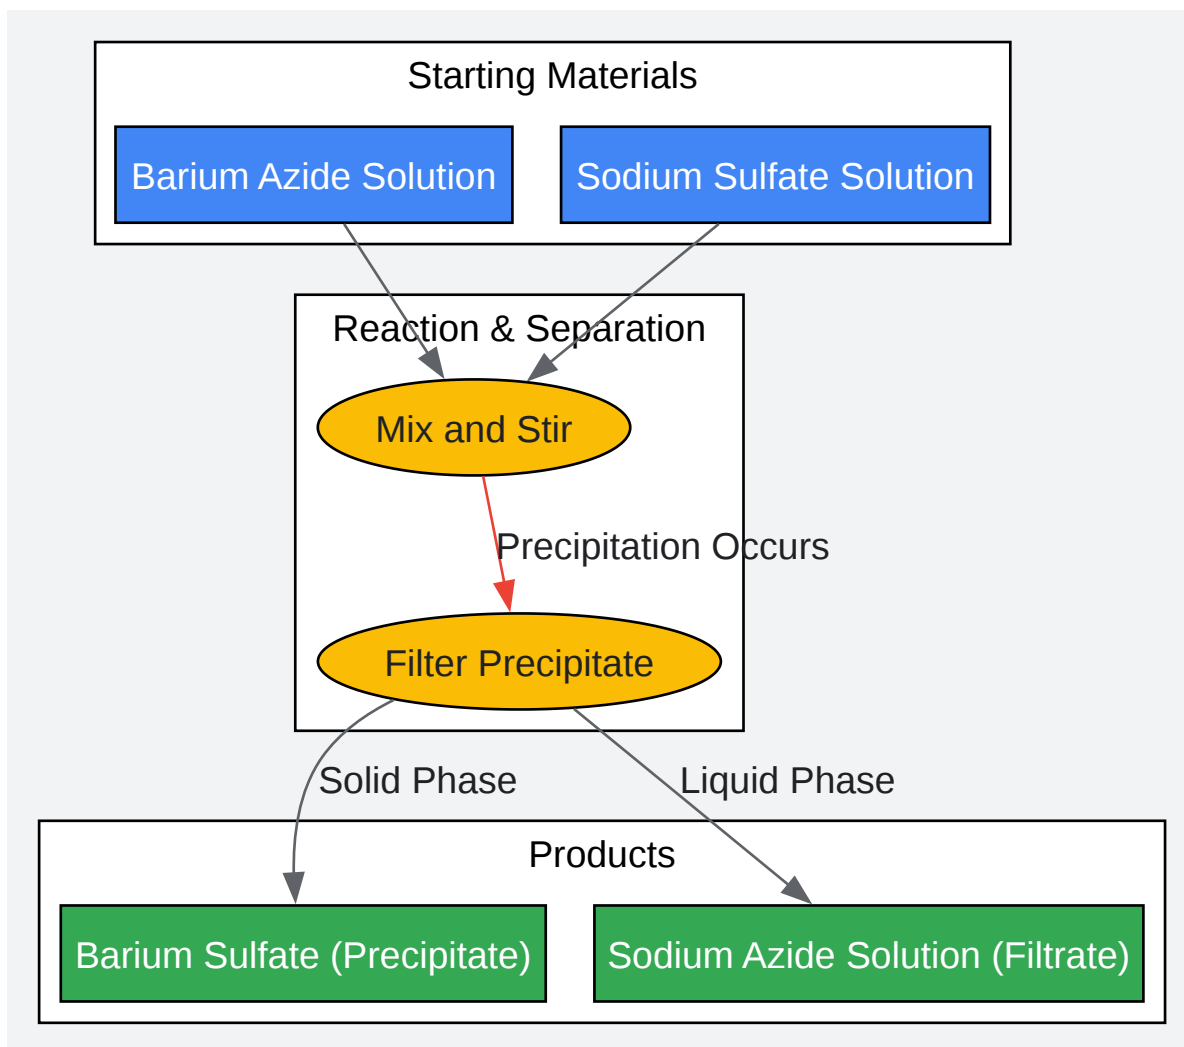 Starting Materials
Barium Azide Solution
Sodium Sulfate Solution
Reaction & Separation
Mix and Stir
Precipitation Occurs
Filter Precipitate
Solid Phase
Liquid Phase
Products
Barium Sulfate (Precipitate)
Sodium Azide Solution (Filtrate)